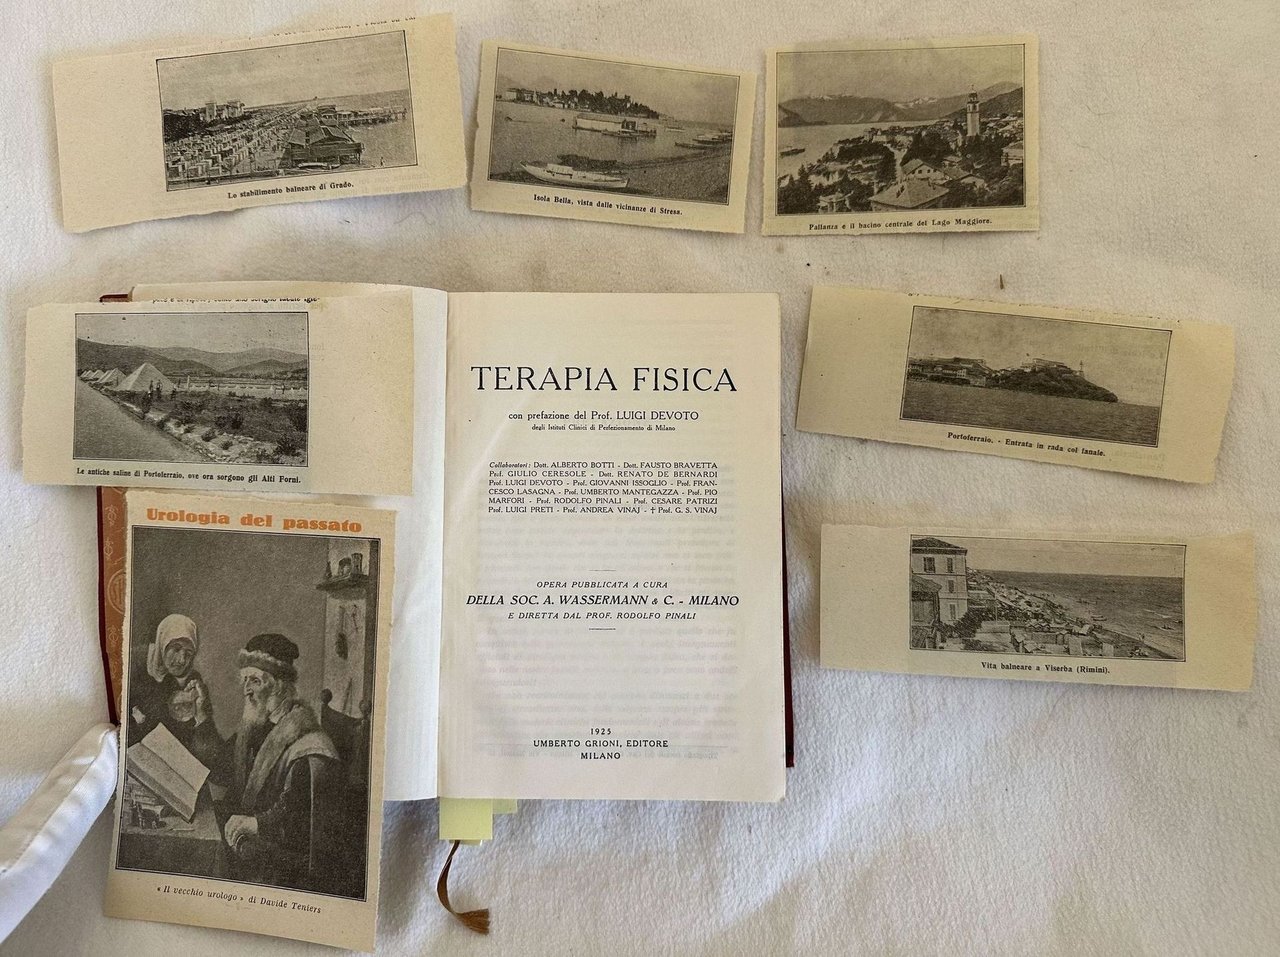 Lo stabilimento balneare di Grado.
Isola Bella, vista dalle vicinanze di Stresa.
Pallanza e il bacino centrale del Lago Maggiore.
Le antiche saline di Portoferraio, ove ora sorgono gli Alti Forni.
Urologia del passato
« Il vecchio urologo » di Davide Teniers
TERAPIA FISICA
con prefazione del Prof. LUIGI DEVOTO
degli Istituti Clinici di Perfezionamento di Milano
Collaboratori: Dott. ALBERTO BOTTI - Dott. FAUSTO BRAVETTA
Prof. GIULIO CERESOLE - Dott. RENATO DE BERNARDI
Prof. LUIGI DEVOTO - Prof. GIOVANNI ISSOGLIO - Prof. FRAN-
CESCO LASAGNA - Prof. UMBERTO MANTEGAZZA - Prof. PIO
MARFORI - Prof. RODOLFO PINALI - Prof. CESARE PATRIZI
Prof. LUIGI PRETI - Prof. ANDREA VINAJ - † Prof. G. S. VINAJ
OPERA PUBBLICATA A CURA
DELLA SOC. A. WASSERMANN & C. - MILANO
E DIRETTA DAL PROF. RODOLFO PINALI
1925
UMBERTO GRIONI, EDITORE
MILANO
Portoferraio. - Entrata in rada col fanale.
Vita balneare a Viserba (Rimini).